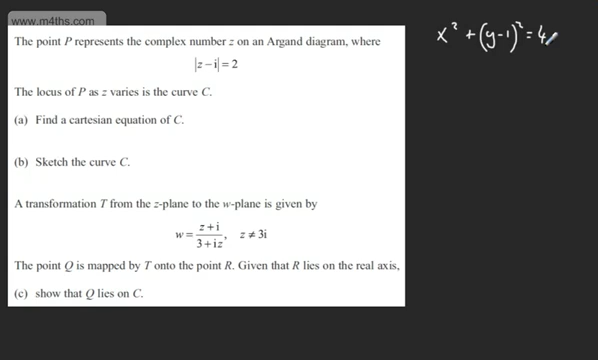 www.m4ths.com
The point P represents the complex number z on an Argand diagram, where
|z − i| = 2
The locus of P as z varies is the curve C.
(a) Find a cartesian equation of C.
(b) Sketch the curve C.
A transformation T from the z-plane to the w-plane is given by
w = (z + i)/(3 + iz), z ≠ 3i
The point Q is mapped by T onto the point R. Given that R lies on the real axis,
(c) show that Q lies on C.
x² + (y-1)² = 4